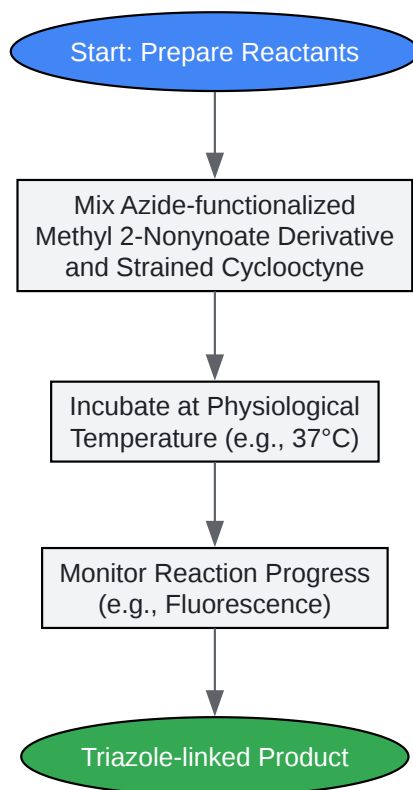 Start: Prepare Reactants
Mix Azide-functionalized
Methyl 2-Nonynoate Derivative
and Strained Cyclooctyne
Incubate at Physiological
Temperature (e.g., 37°C)
Monitor Reaction Progress
(e.g., Fluorescence)
Triazole-linked Product